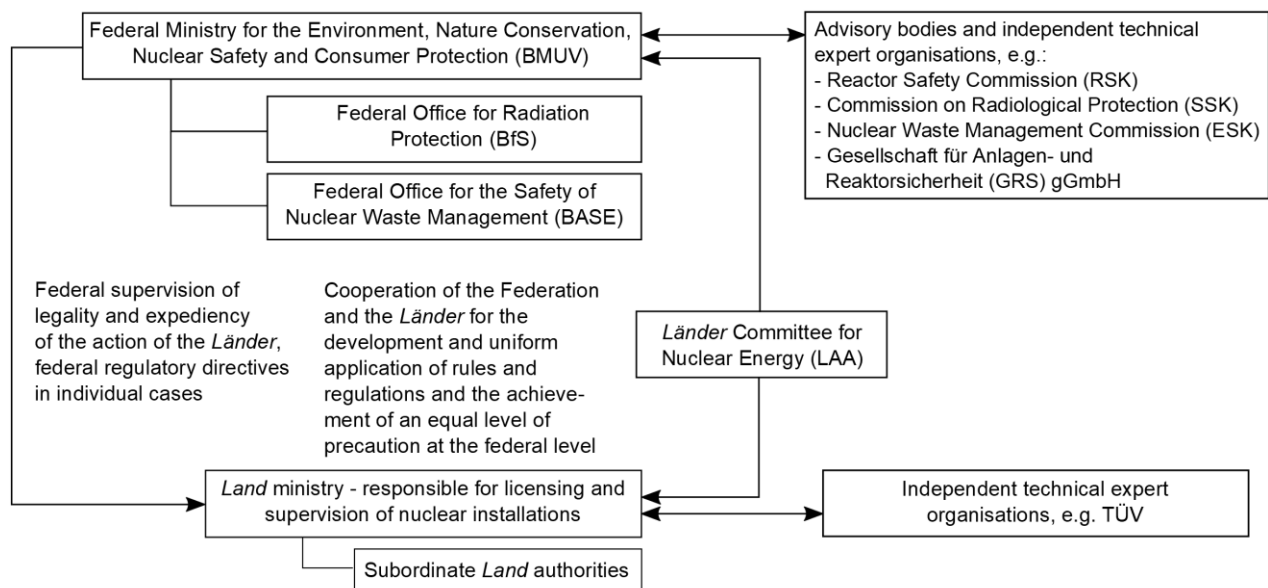 Federal Ministry for the Environment, Nature Conservation,
Nuclear Safety and Consumer Protection (BMUV)
Advisory bodies and independent technical
expert organisations, e.g.:
- Reactor Safety Commission (RSK)
- Commission on Radiological Protection (SSK)
- Nuclear Waste Management Commission (ESK)
- Gesellschaft für Anlagen- und
Reaktorsicherheit (GRS) gGmbH
Federal Office for Radiation
Protection (BfS)
Federal Office for the Safety of
Nuclear Waste Management (BASE)
Federal supervision of
legality and expediency
of the action of the Länder,
federal regulatory directives
in individual cases
Cooperation of the Federation
and the Länder for the
development and uniform
application of rules and
regulations and the achieve-
ment of an equal level of
precaution at the federal level
Länder Committee for
Nuclear Energy (LAA)
Land ministry - responsible for licensing and
supervision of nuclear installations
Independent technical expert
organisations, e.g. TÜV
Subordinate Land authorities